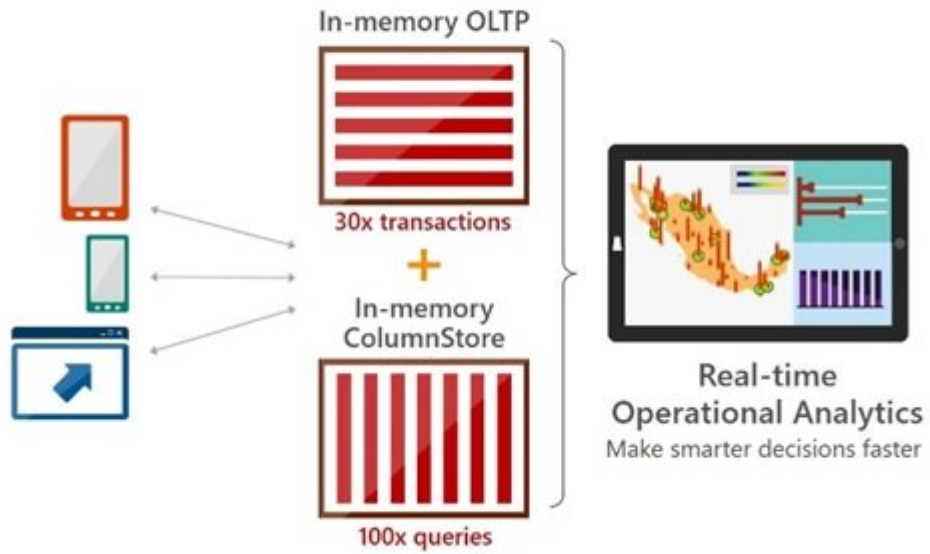 In-memory OLTP
30x transactions
+
In-memory
ColumnStore
100x queries
Real-time
Operational Analytics
Make smarter decisions faster